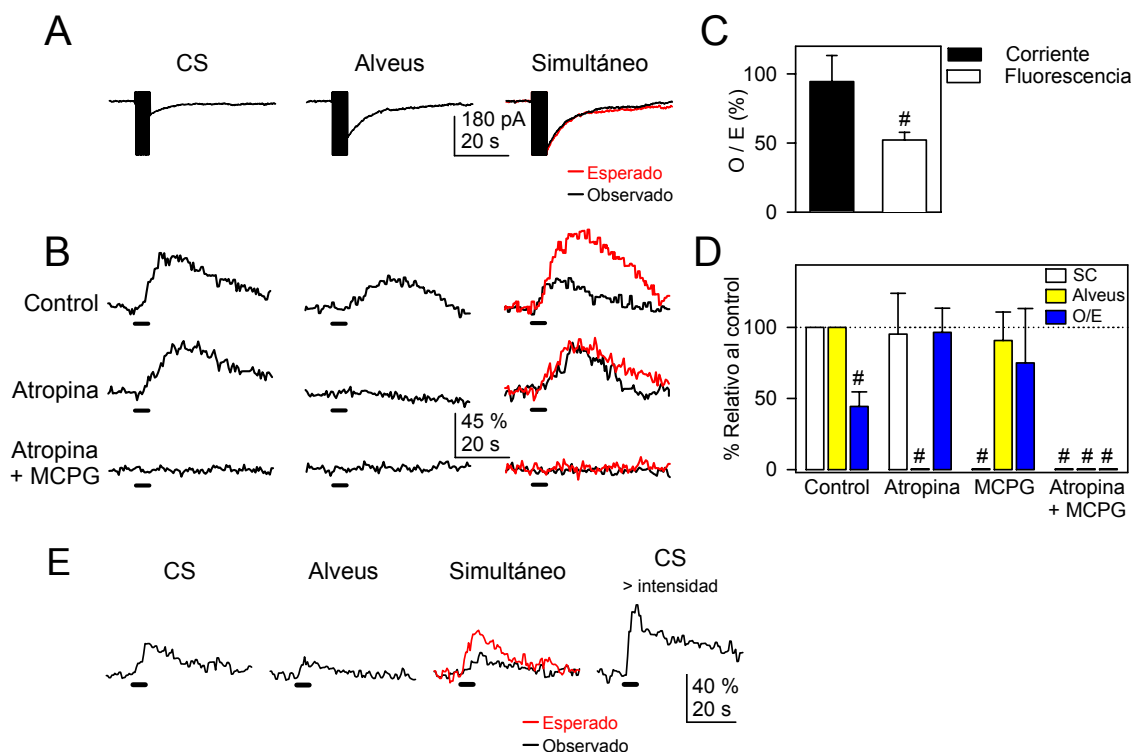 A
CS
Alveus
Simultáneo
180 pA
20 s
Esperado
Observado
B
Control
Atropina
Atropina
+ MCPG
45 %
20 s
C
O / E (%)
100
50
0
#
Corriente
Fluorescencia
D
% Relativo al control
100
50
0
SC
Alveus
O/E
#
#
#
# # #
Control
Atropina
MCPG
Atropina
+ MCPG
E
CS
Alveus
Simultáneo
CS
> intensidad
40 %
20 s
Esperado
Observado